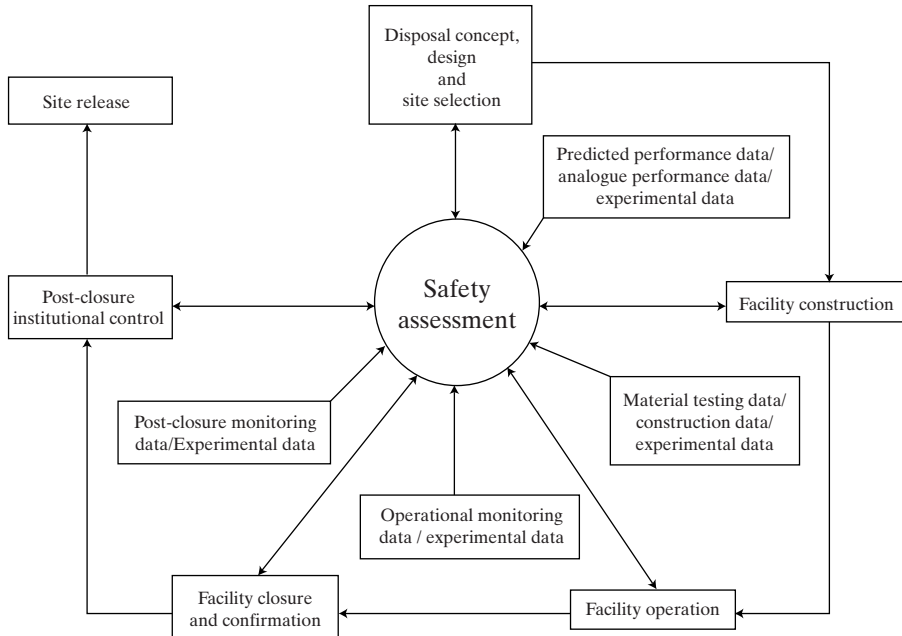 Disposal concept,
design
and
site selection
Site release
Predicted performance data/
analogue performance data/
experimental data
Safety
assessment
Post-closure
institutional control
Facility construction
Post-closure monitoring
data/Experimental data
Material testing data/
construction data/
experimental data
Operational monitoring
data / experimental data
Facility closure
and confirmation
Facility operation